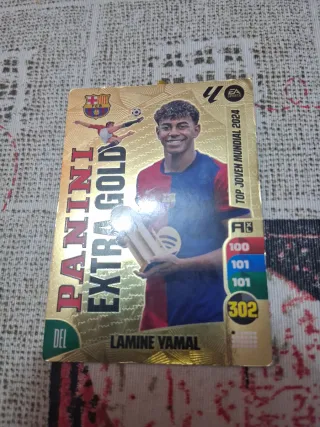 PANINI
EXTRA GOLD
TOP JOVEN MUNDIAL 2024
100
101
101
302
DEL
LAMINE YAMAL